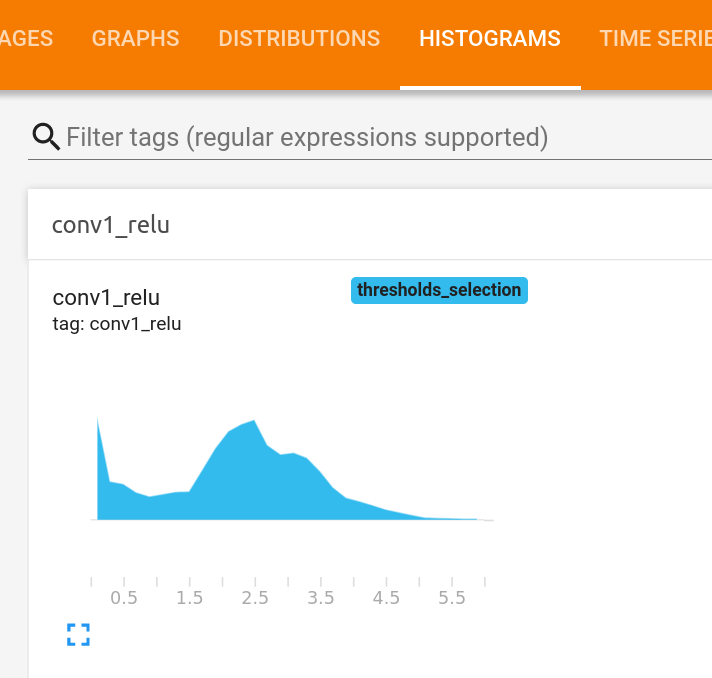 AGES GRAPHS DISTRIBUTIONS HISTOGRAMS TIME SERIE
Filter tags (regular expressions supported)
conv1_relu
conv1_relu
thresholds_selection
tag: conv1_relu
0.5 1.5 2.5 3.5 4.5 5.5